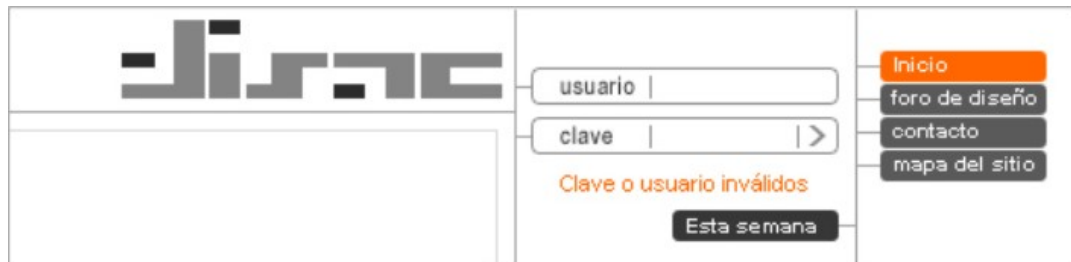 disac
usuario
clave
Clave o usuario inválidos
Esta semana
Inicio
foro de diseño
contacto
mapa del sitio